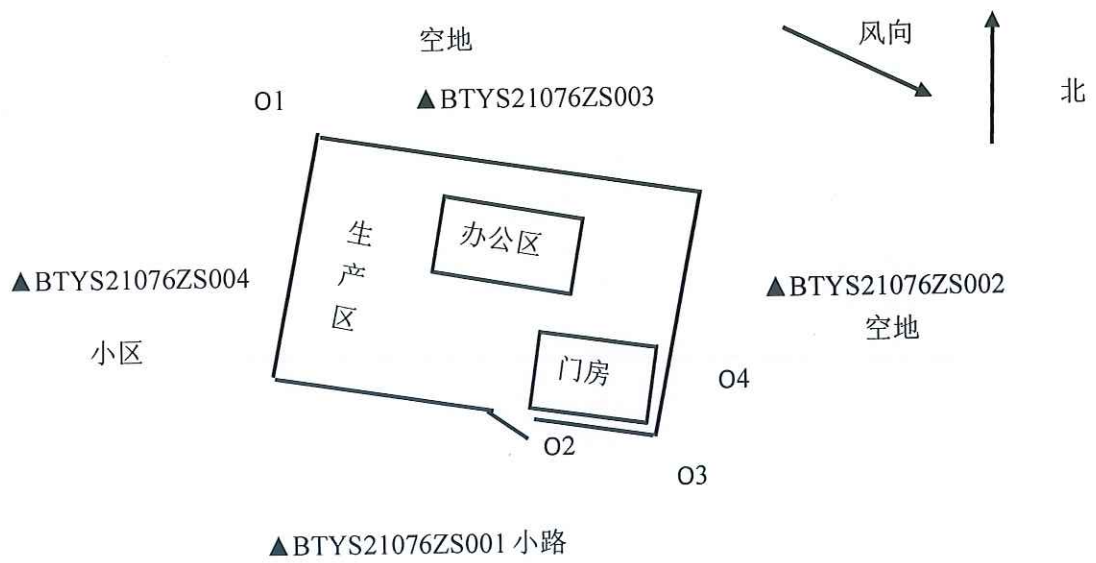 空地
风向
北
O1
▲BTYS21076ZS003
生产区
办公区
▲BTYS21076ZS004
小区
▲BTYS21076ZS002
空地
门房
O4
O2
O3
▲BTYS21076ZS001 小路